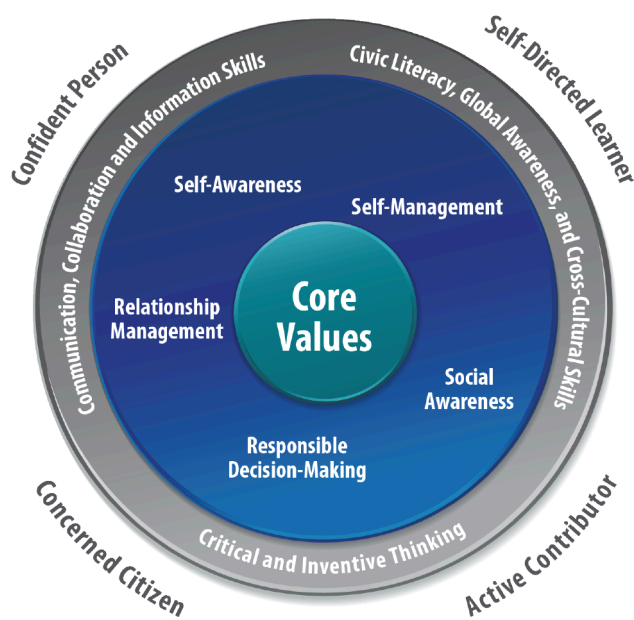 Confident Person
Self-Directed Learner
Communication, Collaboration and Information Skills
Civic Literacy, Global Awareness, and Cross-Cultural Skills
Self-Awareness
Self-Management
Core
Values
Relationship
Management
Social
Awareness
Responsible
Decision-Making
Critical and Inventive Thinking
Concerned Citizen
Active Contributor